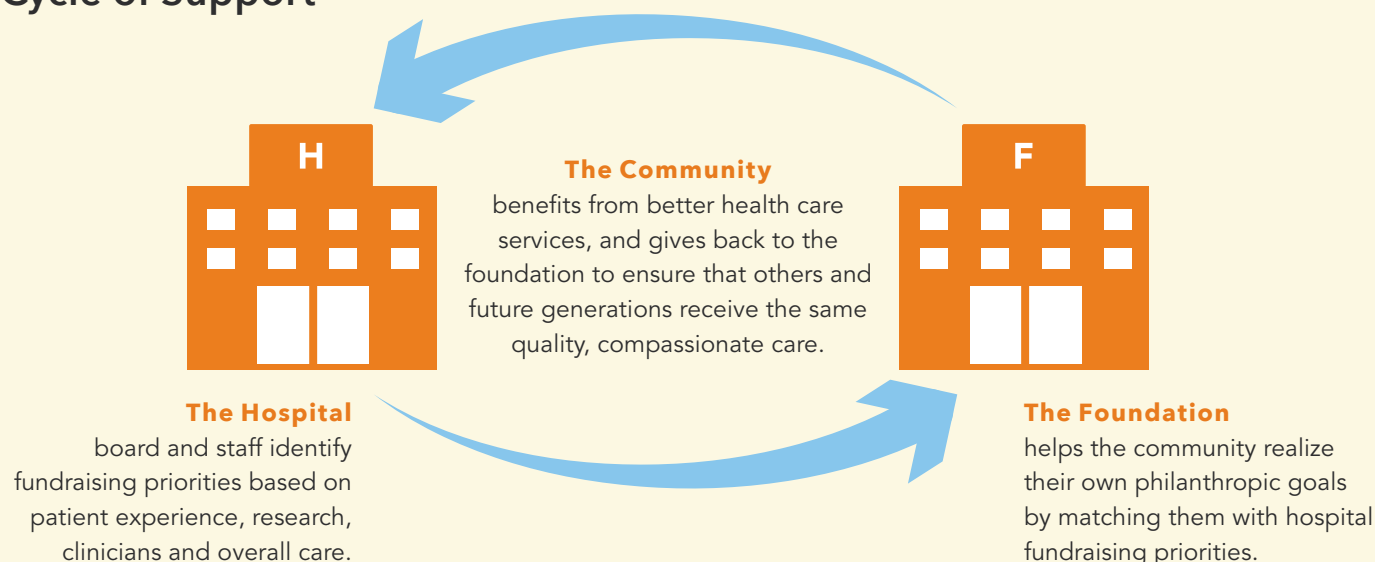 Cycle of Support
H
F
The Community
benefits from better health care
services, and gives back to the
foundation to ensure that others and
future generations receive the same
quality, compassionate care.
The Hospital
board and staff identify
fundraising priorities based on
patient experience, research,
clinicians and overall care.
The Foundation
helps the community realize
their own philanthropic goals
by matching them with hospital
fundraising priorities.